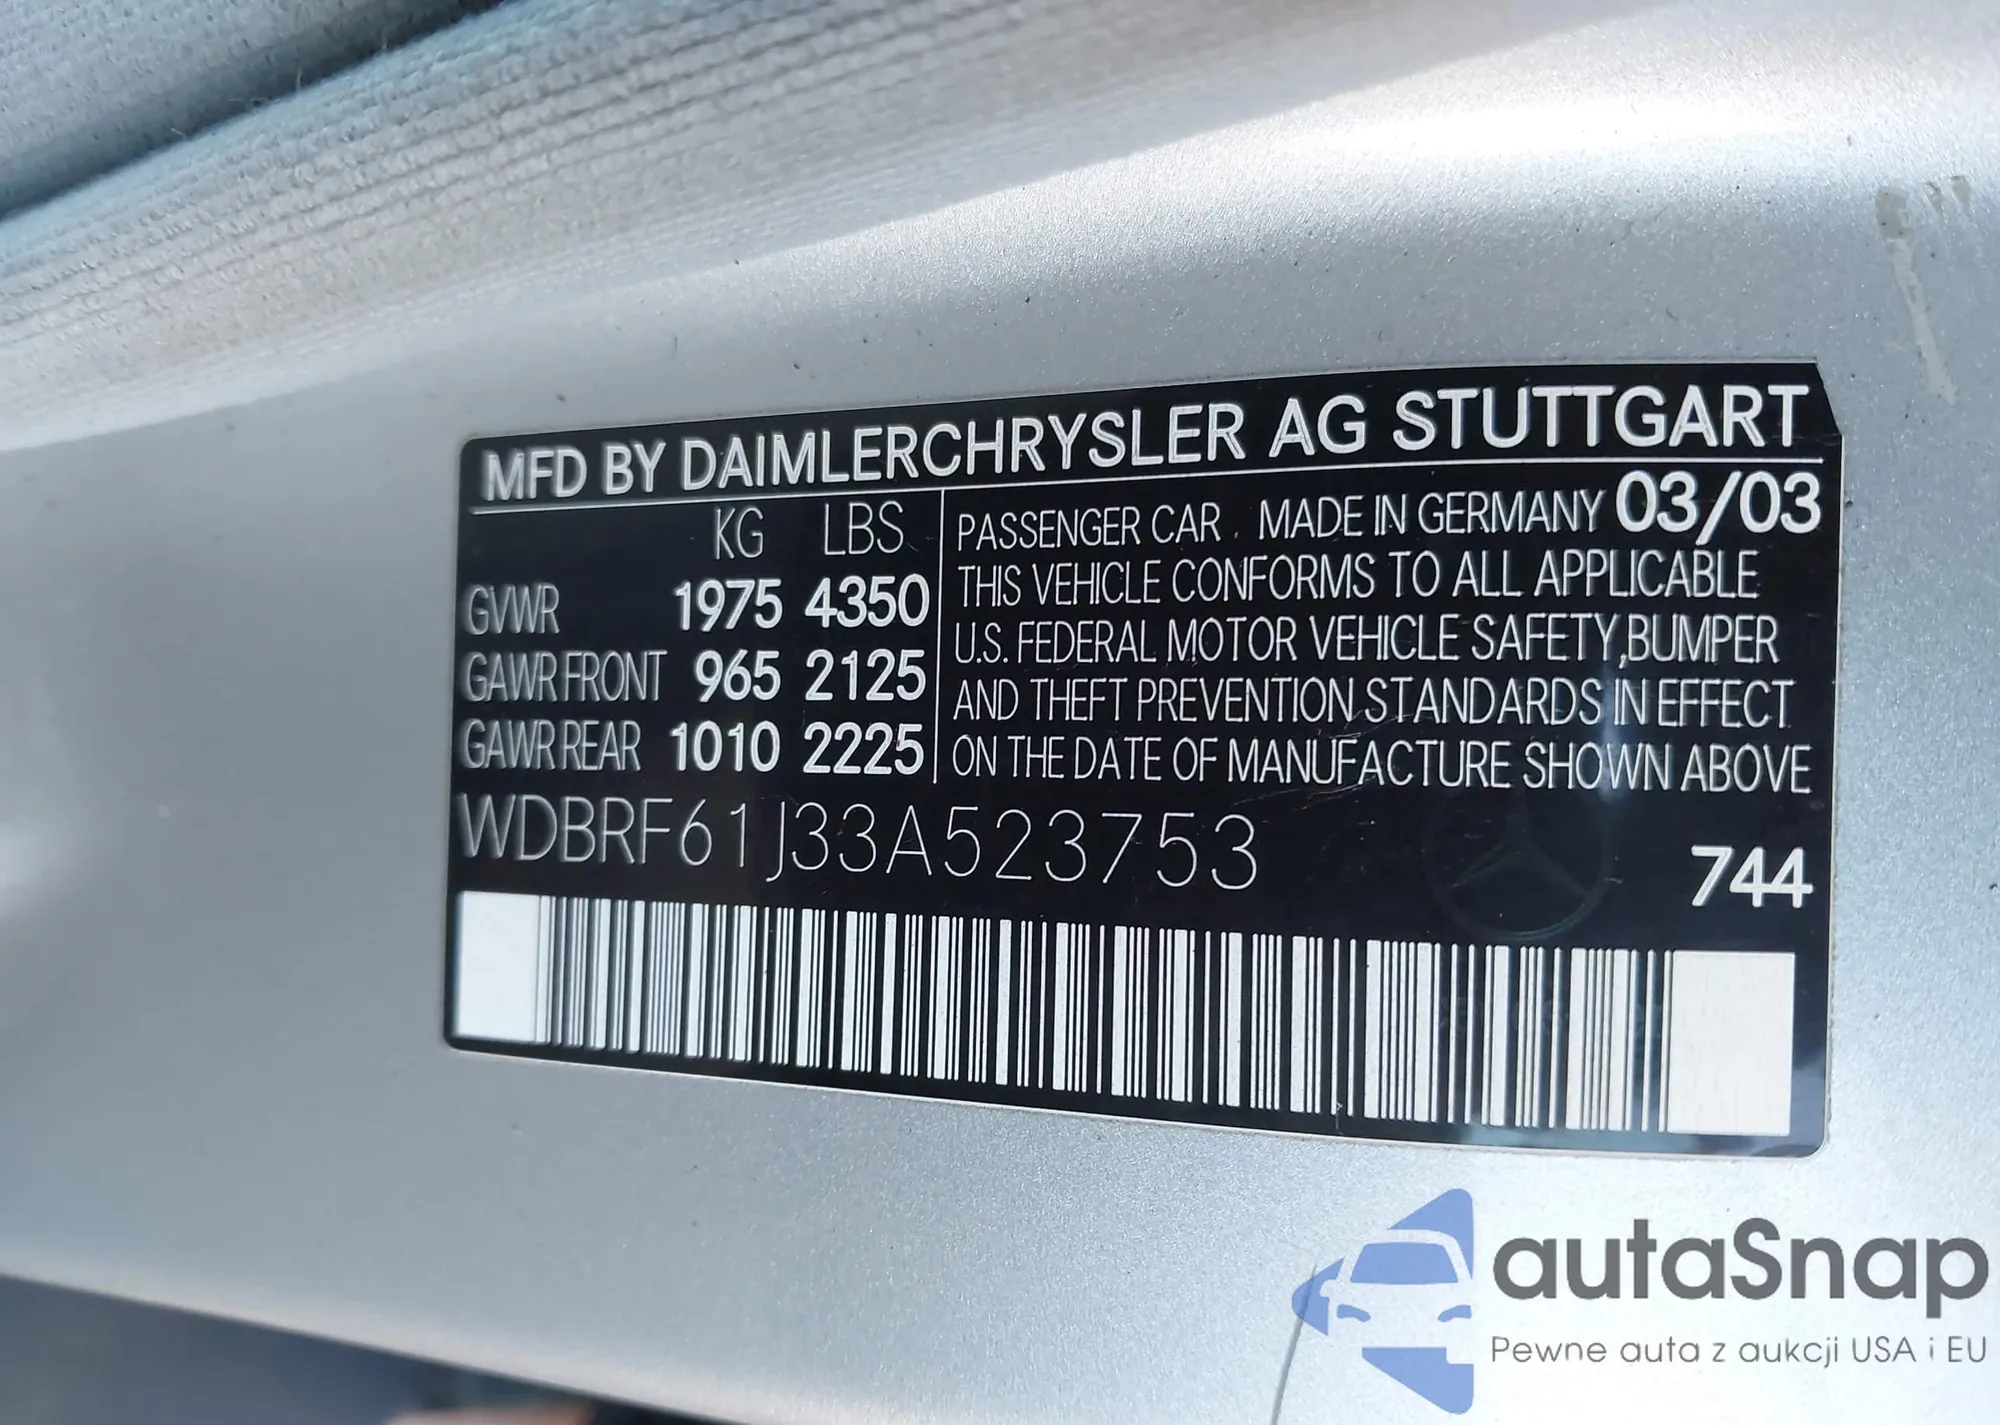 MFD BY DAIMLERCHRYSLER AG STUTTGART
KG LBS
GVWR 1975 4350
GAWR FRONT 965 2125
GAWR REAR 1010 2225
PASSENGER CAR . MADE IN GERMANY 03/03
THIS VEHICLE CONFORMS TO ALL APPLICABLE
U.S. FEDERAL MOTOR VEHICLE SAFETY,BUMPER
AND THEFT PREVENTION STANDARDS IN EFFECT
ON THE DATE OF MANUFACTURE SHOWN ABOVE
WDBRF61J33A523753
744
autaSnap
Pewne auta z aukcji USA i EU